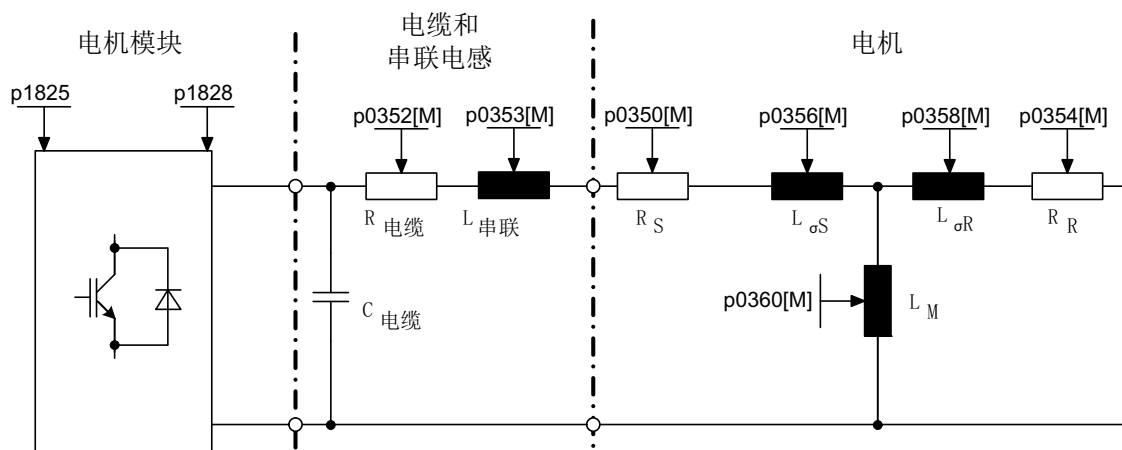 电机模块
电缆和
串联电感
电机
p1825
p1828
p0352[M]
p0353[M]
p0350[M]
p0356[M]
p0358[M]
p0354[M]
R 电缆
L 串联
R S
L σS
L σR
R R
C 电缆
p0360[M]
L M